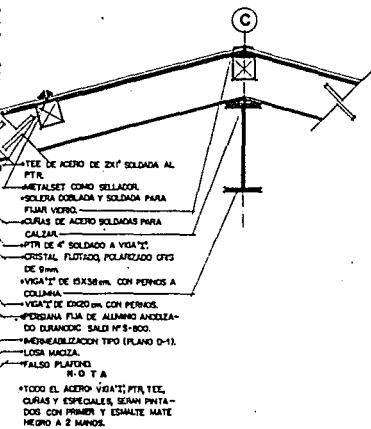 C
•TEE DE ACERO DE 2X1" SOLDADA AL
PTR.
•METALSET COMO SELLADOR.
•SOLERA DOBLADA Y SOLDADA PARA
FIJAR VIDRIO.
•CUÑAS DE ACERO SOLDADAS PARA
CALZAR.
•PTR DE 4" SOLDADO A VIGA "I".
•CRISTAL FLOTADO, POLARIZADO GRIS
DE 9mm.
•VIGA "I" DE 15X38cm. CON PERNOS A
COLUMNA.
•VIGA "I" DE 10X20 cm. CON PERNOS.
•PERSIANA FIJA DE ALUMINIO ANODIZA-
DO DURANODIC SALDI Nº S-800.
•IMPERMEABILIZACION TIPO (PLANO D-1).
•LOSA MACIZA.
•FALSO PLAFOND.
N O T A
•TODO EL ACERO: VIGA "I", PTR, TEE,
CUÑAS Y ESPECIALES, SERAN PINTA-
DOS CON PRIMER Y ESMALTE MATE
NEGRO A 2 MANOS.